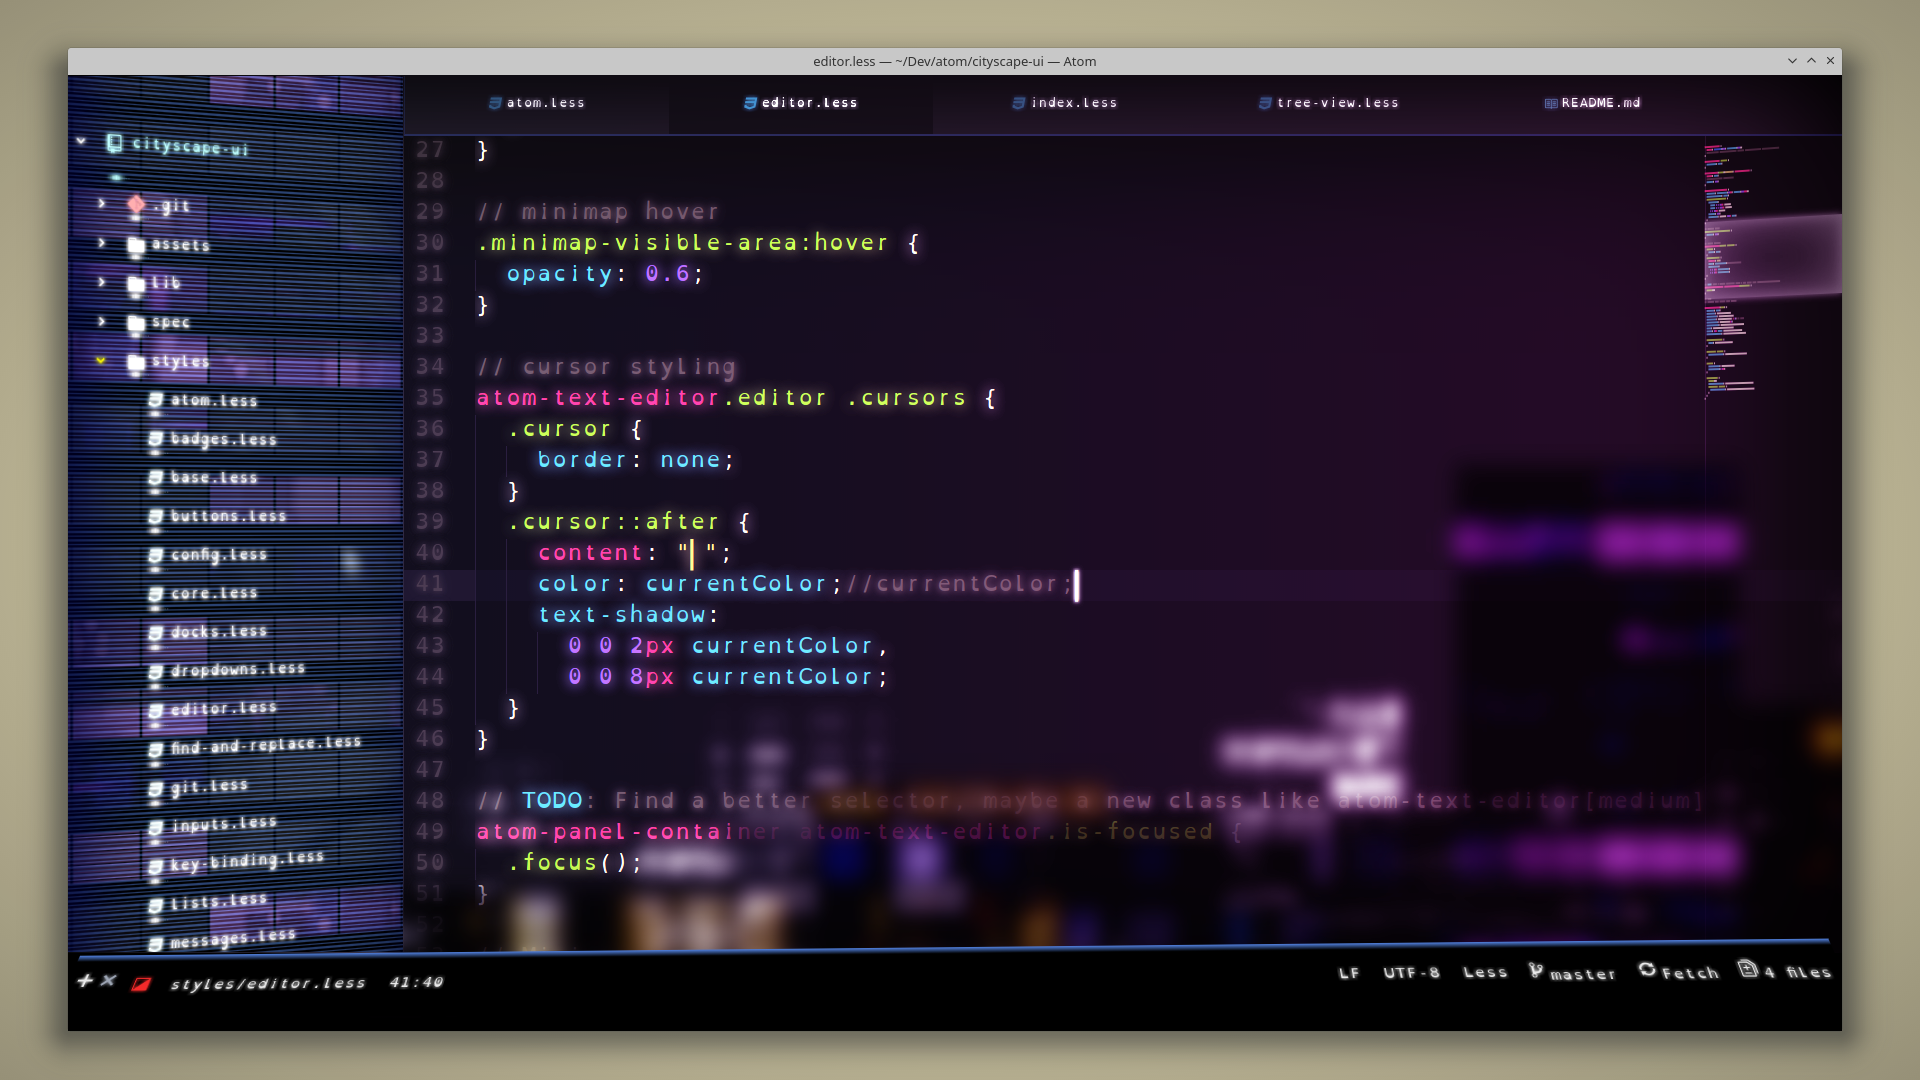 editor.less — ~/Dev/atom/cityscape-ui — Atom
atom.less
editor.less
index.less
tree-view.less
README.md
cityscape-ui
.git
assets
lib
spec
styles
atom.less
badges.less
base.less
buttons.less
config.less
core.less
docks.less
dropdowns.less
editor.less
find-and-replace.less
git.less
inputs.less
key-binding.less
lists.less
messages.less
27 }
28
29 // minimap hover
30 .minimap-visible-area:hover {
31 opacity: 0.6;
32 }
33
34 // cursor styling
35 atom-text-editor.editor .cursors {
36 .cursor {
37 border: none;
38 }
39 .cursor::after {
40 content: "▏";
41 color: currentColor;//currentColor;
42 text-shadow:
43 0 0 2px currentColor,
44 0 0 8px currentColor;
45 }
46 }
47
48 // TODO: Find a better selector, maybe a new class like atom-text-editor[medium]
49 atom-panel-container atom-text-editor.is-focused {
50 .focus();
51 }
52
styles/editor.less 41:40
LF UTF-8 Less master Fetch 4 files